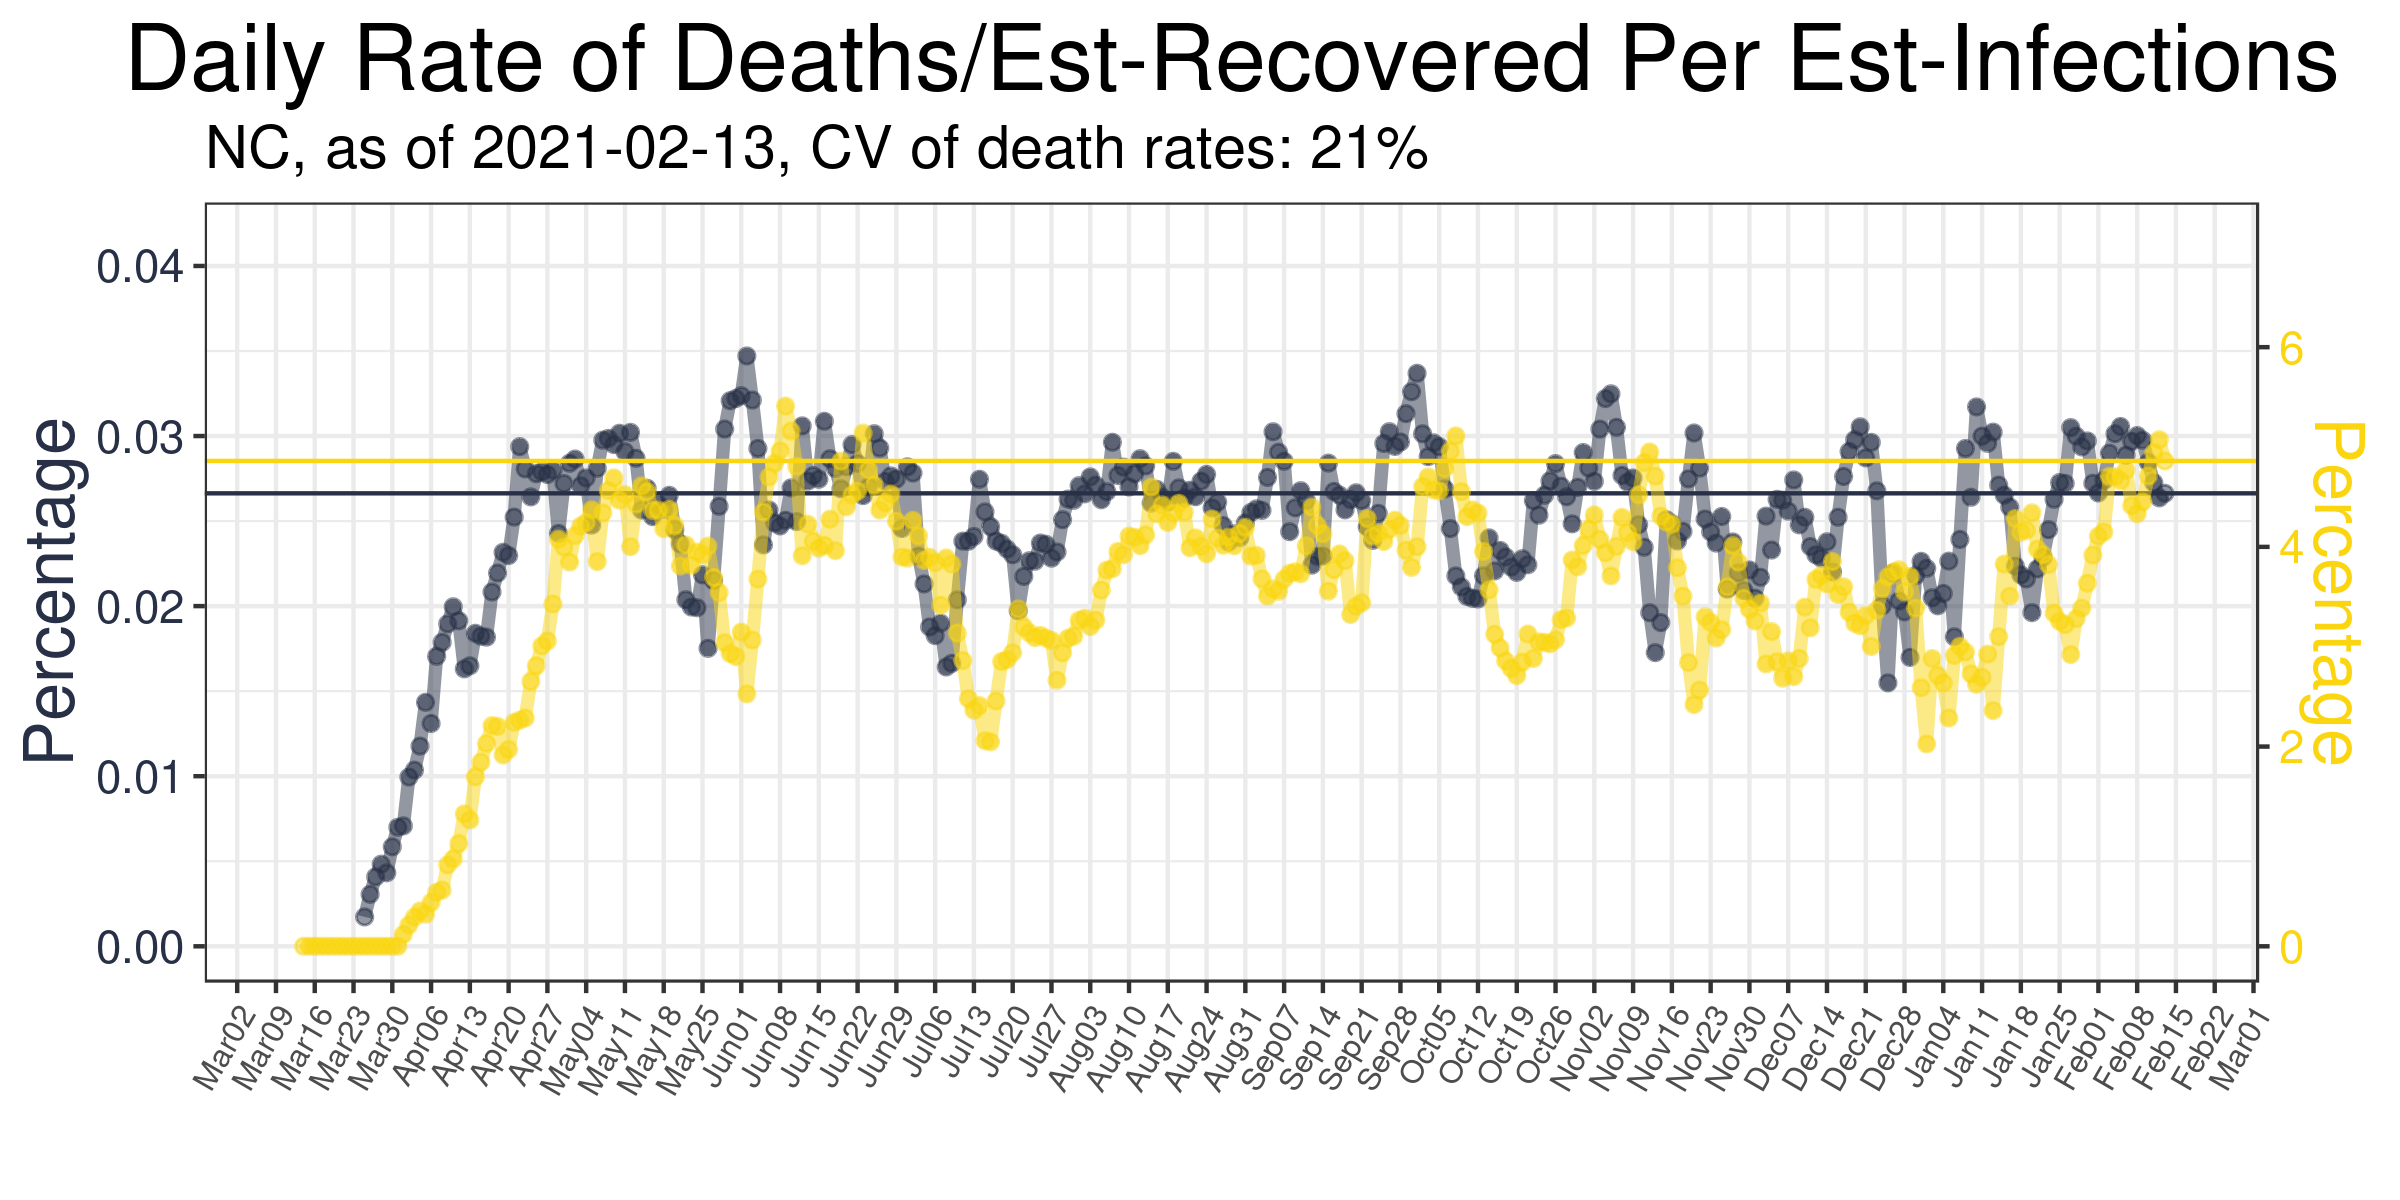 Daily Rate of Deaths/Est-Recovered Per Est-Infections
NC, as of 2021-02-13, CV of death rates: 21%
Percentage
0.04
0.03
0.02
0.01
0.00
6
4
2
0
Percentage
Mar02 Mar09 Mar16 Mar23 Mar30 Apr06 Apr13 Apr20 Apr27 May04 May11 May18 May25 Jun01 Jun08 Jun15 Jun22 Jun29 Jul06 Jul13 Jul20 Jul27 Aug03 Aug10 Aug17 Aug24 Aug31 Sep07 Sep14 Sep21 Sep28 Oct05 Oct12 Oct19 Oct26 Nov02 Nov09 Nov16 Nov23 Nov30 Dec07 Dec14 Dec21 Dec28 Jan04 Jan11 Jan18 Jan25 Feb01 Feb08 Feb15 Feb22 Mar01